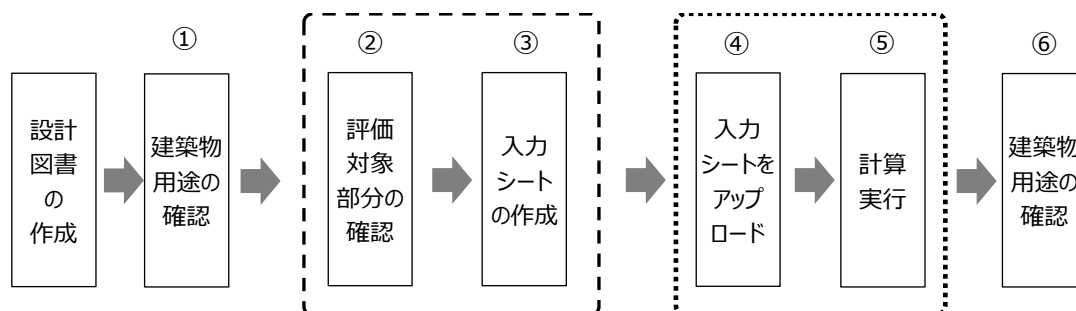 ①
②
③
④
⑤
⑥
設計
図書
の
作成
建築物
用途の
確認
評価
対象
部分の
確認
入力
シート
の作成
入力
シートを
アップ
ロード
計算
実行
建築物
用途の
確認